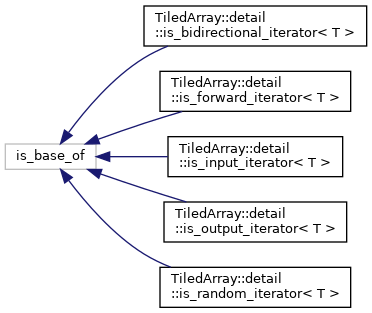 TiledArray::detail
::is_bidirectional_iterator< T >
TiledArray::detail
::is_forward_iterator< T >
is_base_of
TiledArray::detail
::is_input_iterator< T >
TiledArray::detail
::is_output_iterator< T >
TiledArray::detail
::is_random_iterator< T >